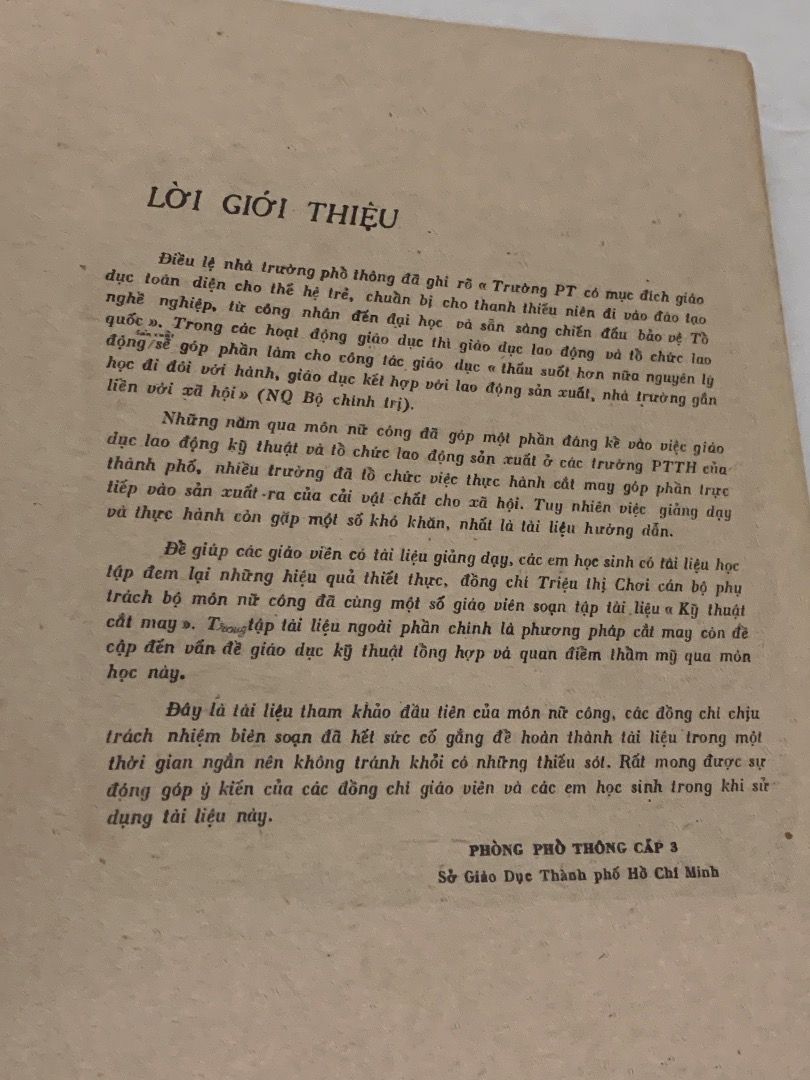 LỜI GIỚI THIỆU
Điều lệ nhà trường phổ thông đã ghi rõ « Trường PT có mục đích giáo
dục toàn diện cho thế hệ trẻ, chuẩn bị cho thanh thiếu niên đi vào đào tạo
nghề nghiệp, từ công nhân đến đại học và sẵn sàng chiến đấu bảo vệ Tổ
quốc ». Trong các hoạt động giáo dục thì giáo dục lao động và tổ chức lao
sản xuất
động/sẽ góp phần làm cho công tác giáo dục « thấu suốt hơn nữa nguyên lý
học đi đôi với hành, giáo dục kết hợp với lao động sản xuất, nhà trường gắn
liền với xã hội » (NQ Bộ chính trị).
Những năm qua môn nữ công đã góp một phần đáng kể vào việc giáo
dục lao động kỹ thuật và tổ chức lao động sản xuất ở các trường PTTH của
thành phố, nhiều trường đã tổ chức việc thực hành cắt may góp phần trực
tiếp vào sản xuất ra của cải vật chất cho xã hội. Tuy nhiên việc giảng dạy
và thực hành còn gặp một số khó khăn, nhất là tài liệu hướng dẫn.
Để giúp các giáo viên có tài liệu giảng dạy, các em học sinh có tài liệu học
tập đem lại những hiệu quả thiết thực, đồng chí Triệu thị Chơi cán bộ phụ
trách bộ môn nữ công đã cùng một số giáo viên soạn tập tài liệu « Kỹ thuật
cắt may ». Trong tập tài liệu ngoài phần chính là phương pháp cắt may còn đề
cập đến vấn đề giáo dục kỹ thuật tổng hợp và quan điểm thẩm mỹ qua môn
học này.
Đây là tài liệu tham khảo đầu tiên của môn nữ công, các đồng chí chịu
trách nhiệm biên soạn đã hết sức cố gắng để hoàn thành tài liệu trong một
thời gian ngắn nên không tránh khỏi có những thiếu sót. Rất mong được sự
đóng góp ý kiến của các đồng chí giáo viên và các em học sinh trong khi sử
dụng tài liệu này.
PHÒNG PHỔ THÔNG CẤP 3
Sở Giáo Dục Thành phố Hồ Chí Minh